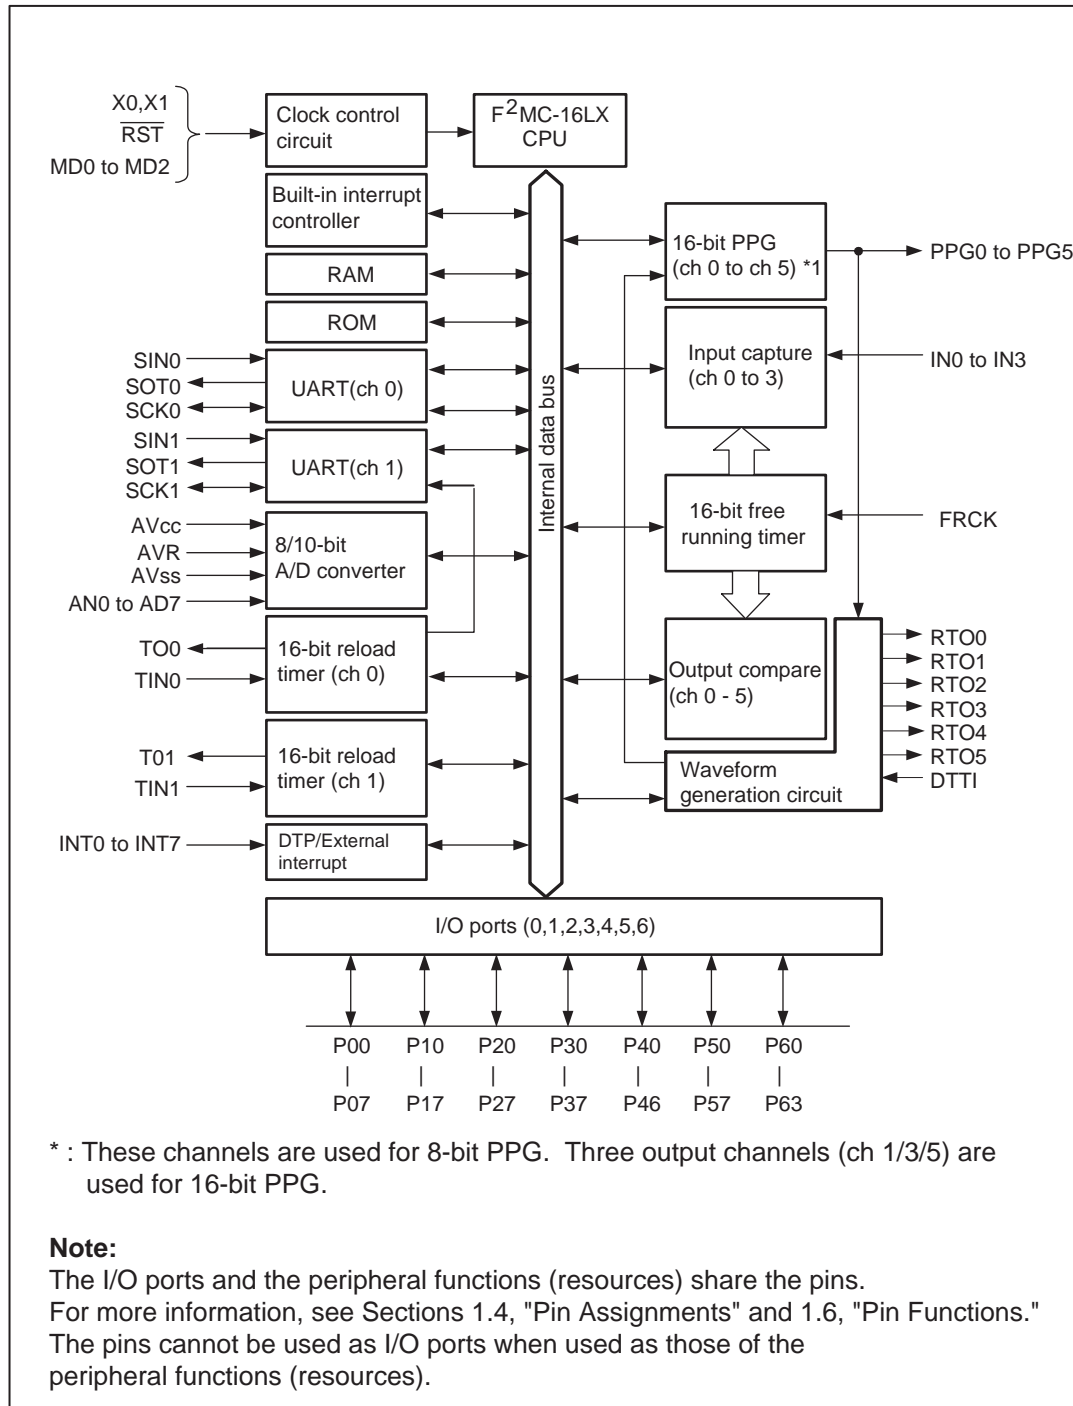 X0,X1
RST
MD0 to MD2
Clock control
circuit
F2MC-16LX
CPU
Built-in interrupt
controller
RAM
ROM
SIN0
SOT0
SCK0
UART(ch 0)
SIN1
SOT1
SCK1
UART(ch 1)
AVcc
AVR
AVss
AN0 to AD7
8/10-bit
A/D converter
TO0
TIN0
16-bit reload
timer (ch 0)
T01
TIN1
16-bit reload
timer (ch 1)
INT0 to INT7
DTP/External
interrupt
Internal data bus
16-bit PPG
(ch 0 to ch 5) *1
PPG0 to PPG5
Input capture
(ch 0 to 3)
IN0 to IN3
16-bit free
running timer
FRCK
Output compare
(ch 0 - 5)
RTO0
RTO1
RTO2
RTO3
RTO4
RTO5
DTTI
Waveform
generation circuit
I/O ports (0,1,2,3,4,5,6)
P00 P10 P20 P30 P40 P50 P60
| | | | | | |
P07 P17 P27 P37 P46 P57 P63
* : These channels are used for 8-bit PPG. Three output channels (ch 1/3/5) are
used for 16-bit PPG.
Note:
The I/O ports and the peripheral functions (resources) share the pins.
For more information, see Sections 1.4, "Pin Assignments" and 1.6, "Pin Functions."
The pins cannot be used as I/O ports when used as those of the
peripheral functions (resources).